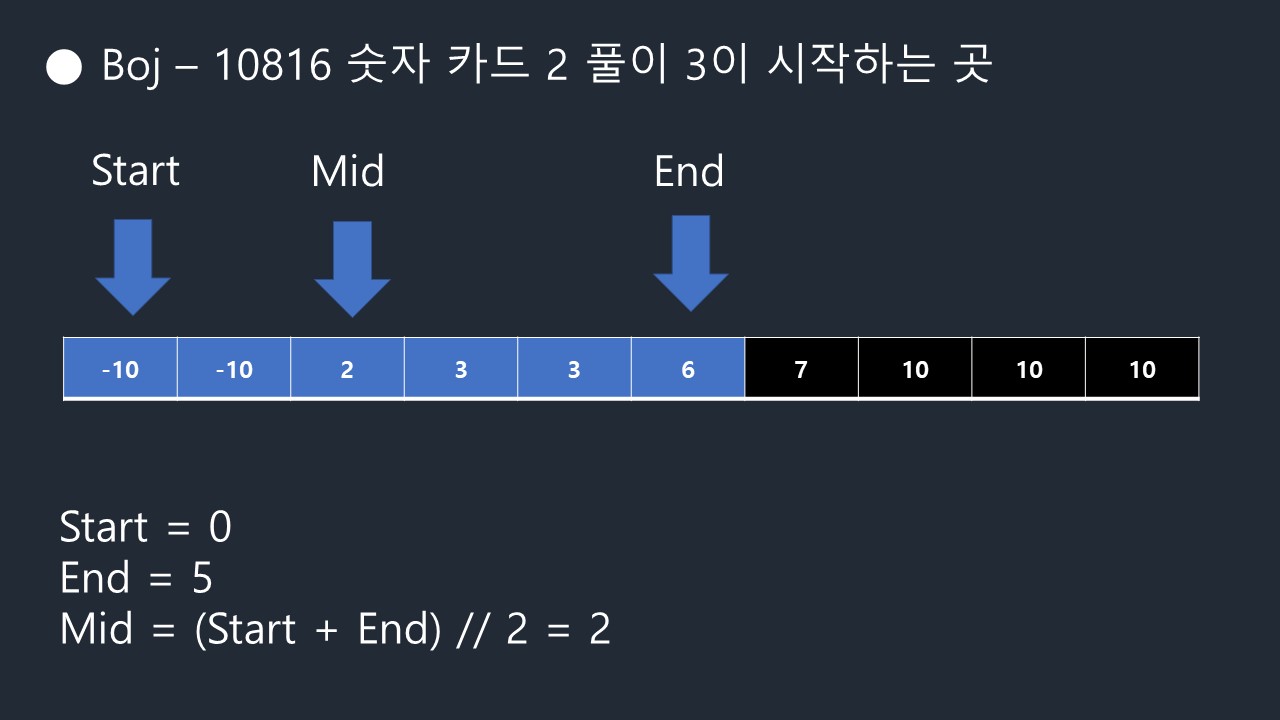 ● Boj – 10816 숫자 카드 2 풀이 3이 시작하는 곳
Start Mid End
-10 -10 2 3 3 6 7 10 10 10
Start = 0
End = 5
Mid = (Start + End) // 2 = 2